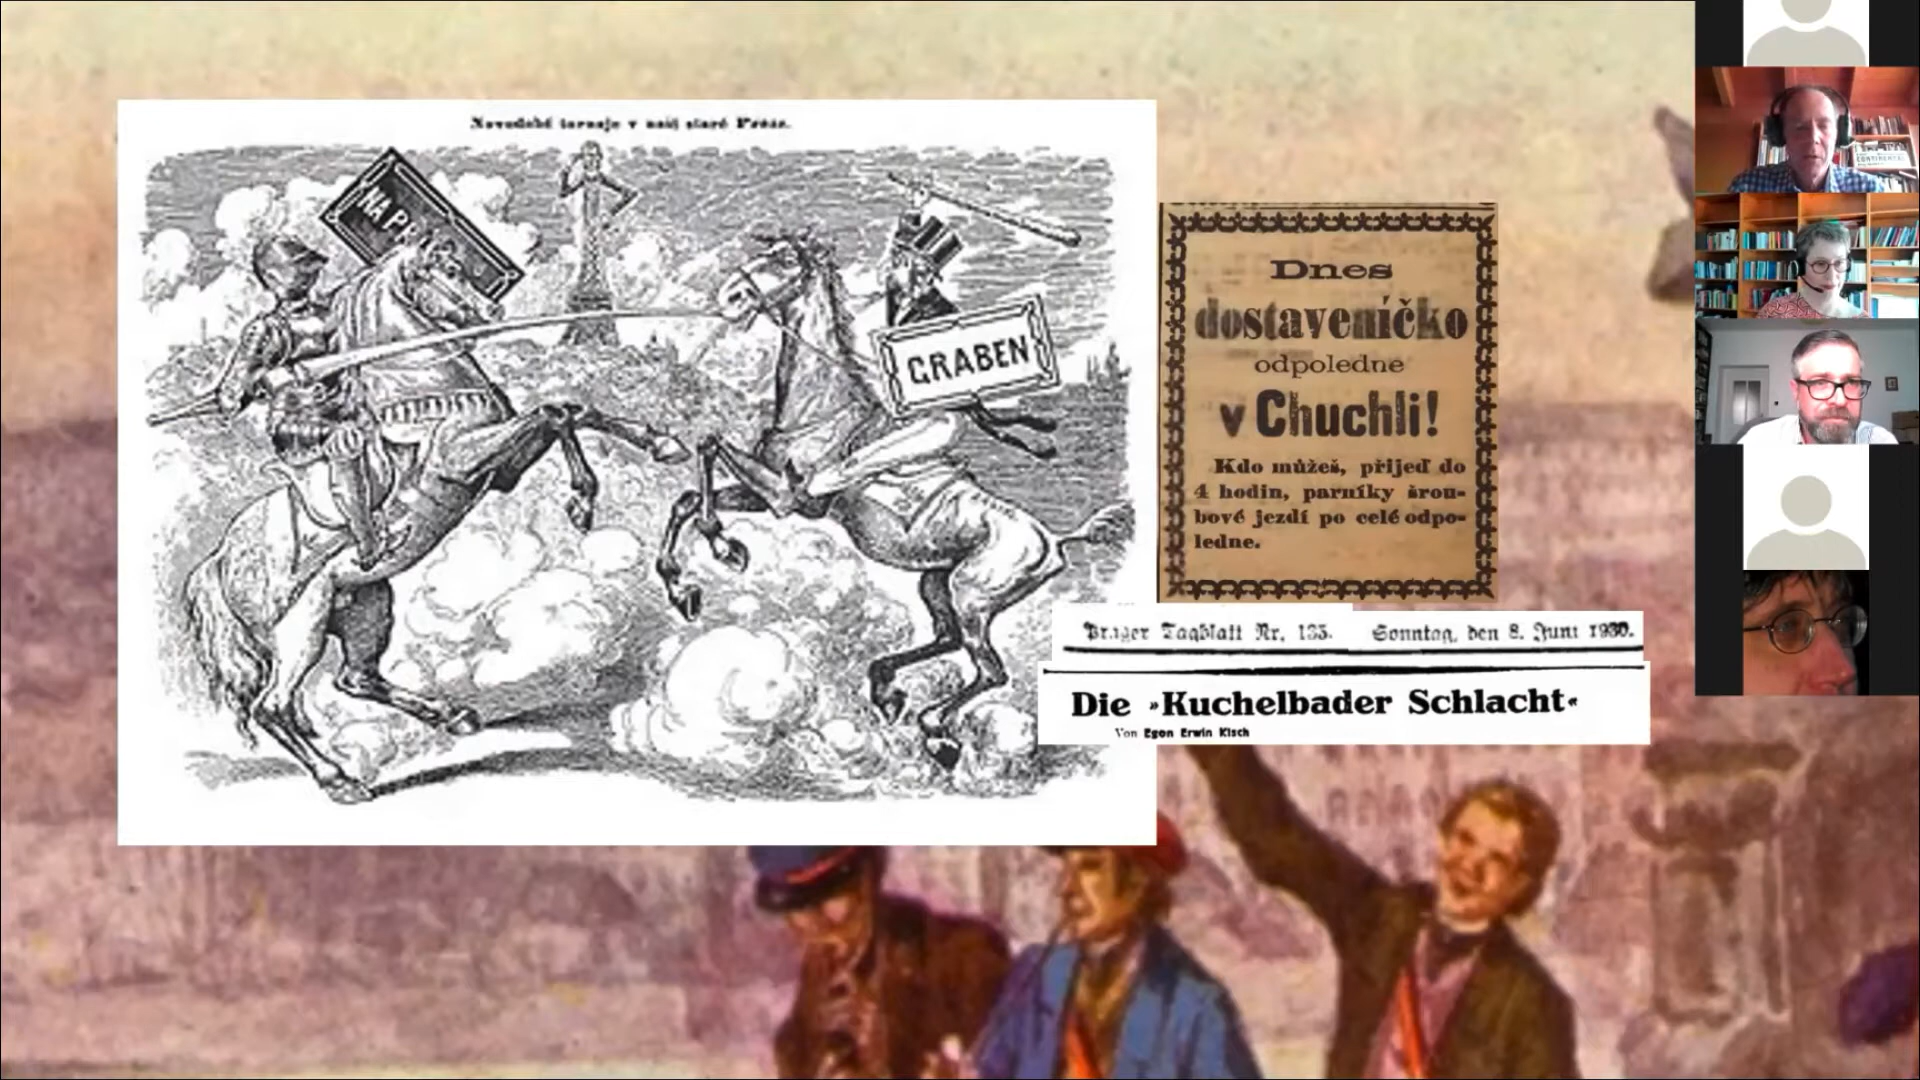 Novodobé turnaje v naší staré Praze.
NA PŘÍKOPĚ
GRABEN
Dnes
dostaveníčko
odpoledne
v Chuchli!
Kdo můžeš, přijeď do
4 hodin, parníky šrou-
bové jezdí po celé odpo-
ledne.
Prager Tagblatt Nr. 135. Sonntag, den 8. Juni 1930.
Die »Kuchelbader Schlacht«
Von Egon Erwin Kisch